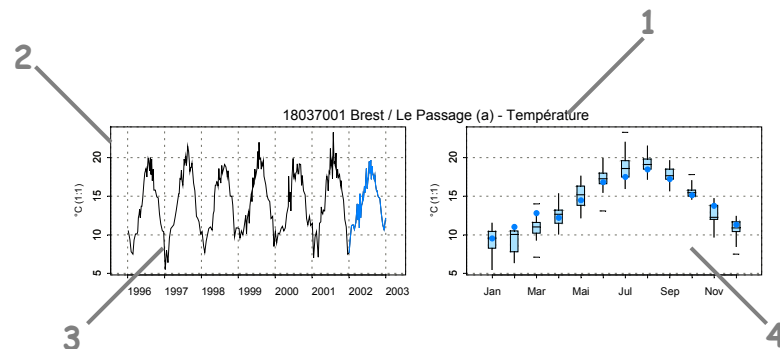 1
2
18037001 Brest / Le Passage (a) - Température
20
15
10
5
°C (1:1)
1996 1997 1998 1999 2000 2001 2002 2003
20
15
10
5
°C (1:1)
Jan Mar Mai Jul Sep Nov
3
4